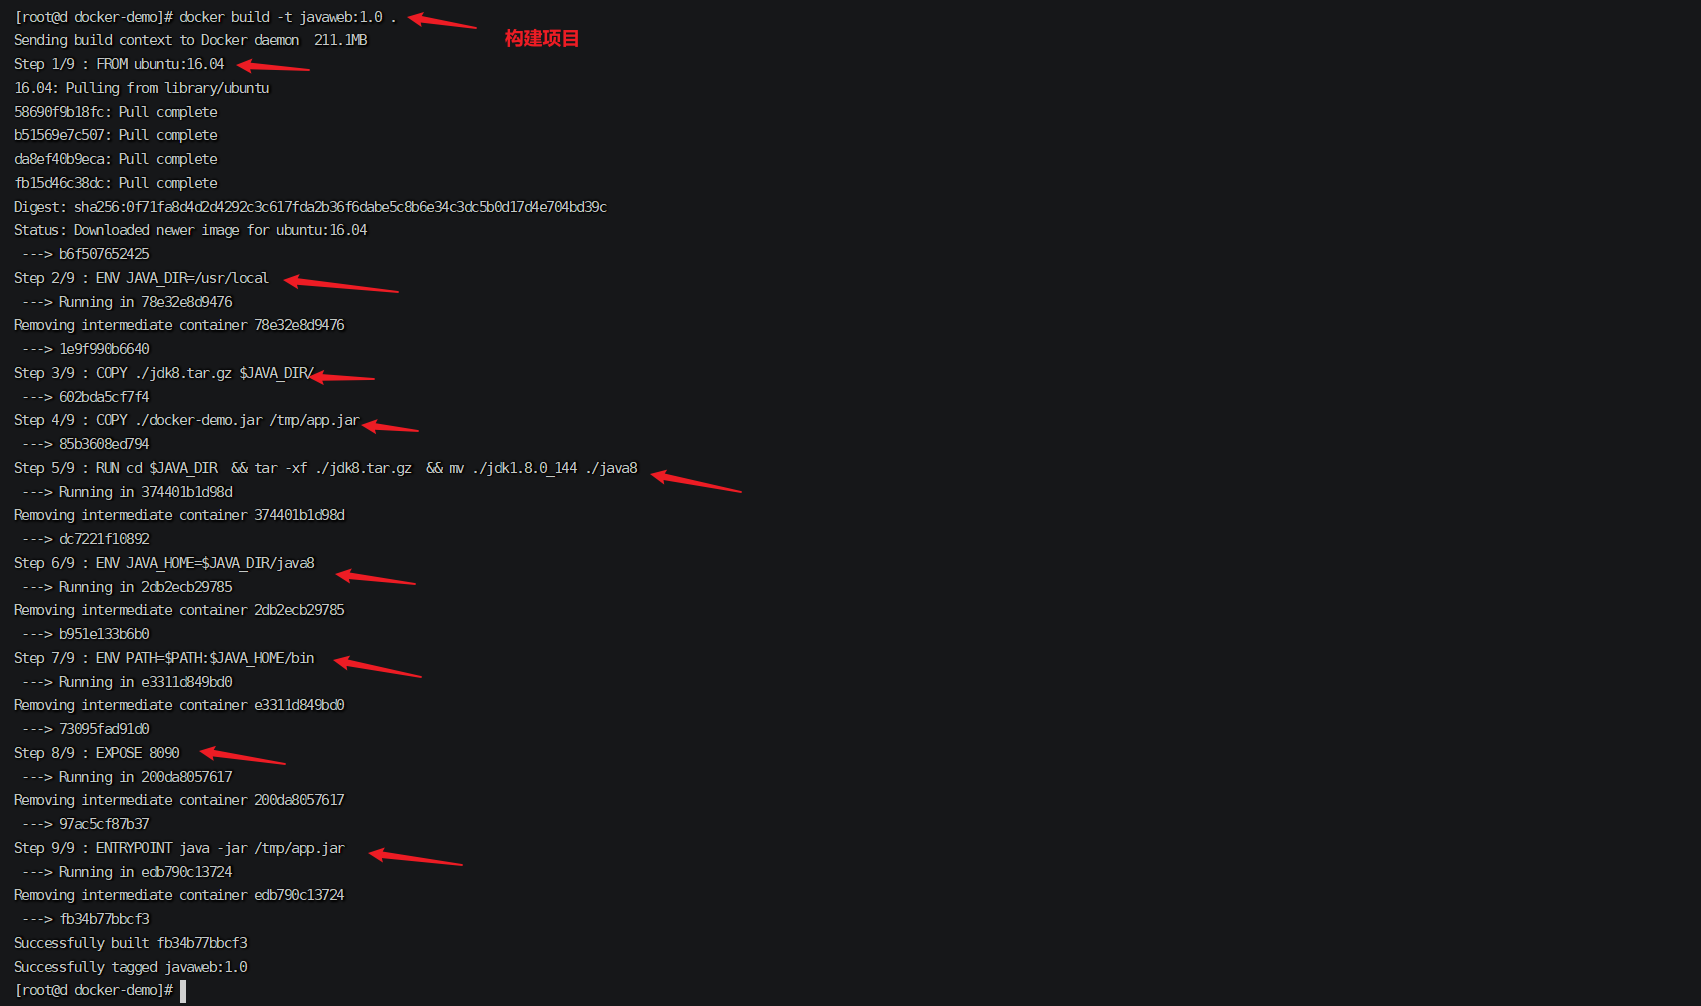 [root@d docker-demo]# docker build -t javaweb:1.0 .
构建项目
Sending build context to Docker daemon  211.1MB
Step 1/9 : FROM ubuntu:16.04
16.04: Pulling from library/ubuntu
58690f9b18fc: Pull complete
b51569e7c507: Pull complete
da8ef40b9eca: Pull complete
fb15d46c38dc: Pull complete
Digest: sha256:0f71fa8d4d2d4292c3c617fda2b36f6dabe5c8b6e34c3dc5b0d17d4e704bd39c
Status: Downloaded newer image for ubuntu:16.04
 ---> b6f507652425
Step 2/9 : ENV JAVA_DIR=/usr/local
 ---> Running in 78e32e8d9476
Removing intermediate container 78e32e8d9476
 ---> 1e9f990b6640
Step 3/9 : COPY ./jdk8.tar.gz $JAVA_DIR/
 ---> 602bda5cf7f4
Step 4/9 : COPY ./docker-demo.jar /tmp/app.jar
 ---> 85b3608ed794
Step 5/9 : RUN cd $JAVA_DIR  && tar -xf ./jdk8.tar.gz  && mv ./jdk1.8.0_144 ./java8
 ---> Running in 374401b1d98d
Removing intermediate container 374401b1d98d
 ---> dc7221f10892
Step 6/9 : ENV JAVA_HOME=$JAVA_DIR/java8
 ---> Running in 2db2ecb29785
Removing intermediate container 2db2ecb29785
 ---> b951e133b6b0
Step 7/9 : ENV PATH=$PATH:$JAVA_HOME/bin
 ---> Running in e3311d849bd0
Removing intermediate container e3311d849bd0
 ---> 73095fad91d0
Step 8/9 : EXPOSE 8090
 ---> Running in 200da8057617
Removing intermediate container 200da8057617
 ---> 97ac5cf87b37
Step 9/9 : ENTRYPOINT java -jar /tmp/app.jar
 ---> Running in edb790c13724
Removing intermediate container edb790c13724
 ---> fb34b77bbcf3
Successfully built fb34b77bbcf3
Successfully tagged javaweb:1.0
[root@d docker-demo]#